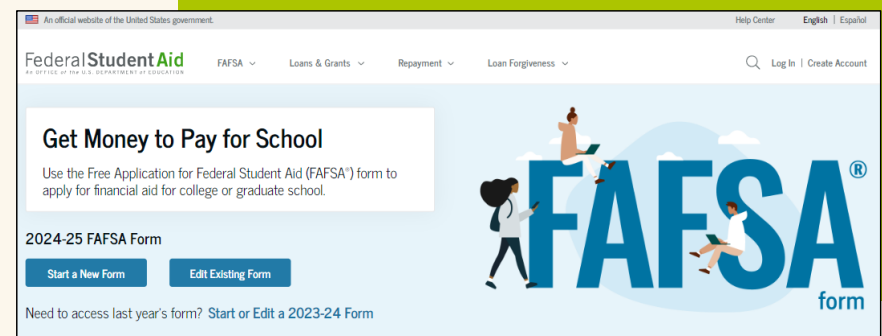 An official website of the United States government.
Help Center English | Español
Federal Student Aid
An OFFICE of the U.S. DEPARTMENT of EDUCATION
FAFSA Loans & Grants Repayment Loan Forgiveness
Log In | Create Account
Get Money to Pay for School
Use the Free Application for Federal Student Aid (FAFSA®) form to
apply for financial aid for college or graduate school.
FAFSA®
form
2024-25 FAFSA Form
Start a New Form Edit Existing Form
Need to access last year's form? Start or Edit a 2023-24 Form